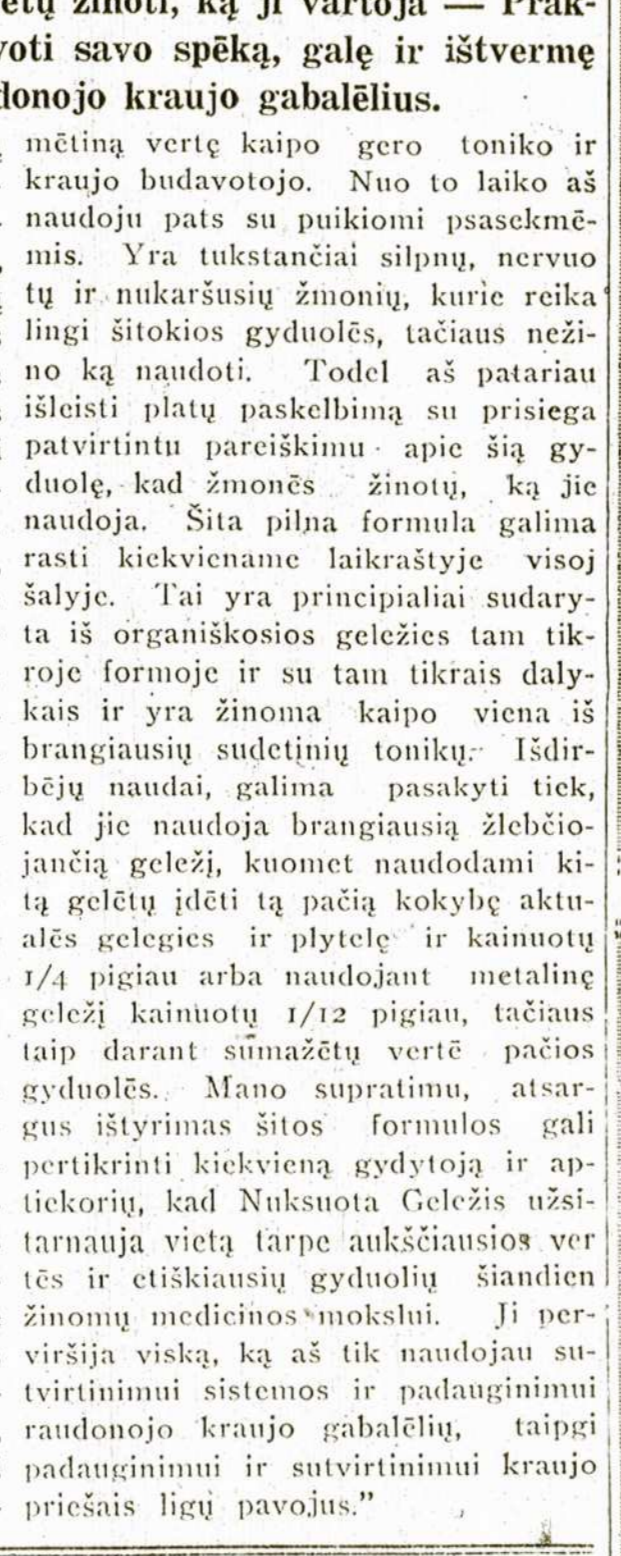 žinoti, ką ji vartoja — Prak-
savo spėką, galę ir ištvermę
kraujo gabalėlius.
mėtiną vertę kaipo gero toniko ir
kraujo budavotojo. Nuo to laiko aš
naudoju pats su puikiomi psasekmė-
mis. Yra tukstančiai silpnų, nervuo
tų ir nukaršusių žmonių, kurie reika
lingi šitokios gyduolės, tačiaus neži-
no ką naudoti. Todel aš patariau
išleisti platų paskelbimą su prisiega
patvirtintu pareiškimu apie šią gy-
duolę, kad žmonės žinotų, ką jie
naudoja. Šita pilna formula galima
rasti kiekviename laikraštyje visoj
šalyje. Tai yra principialiai sudary-
ta iš organiškosios geležies tam tik-
roje formoje ir su tam tikrais daly-
kais ir yra žinoma kaipo viena iš
brangiausių sudetinių tonikų. Išdir-
bėjų naudai, galima pasakyti tiek,
kad jie naudoja brangiausią žlebčio-
jančią geležį, kuomet naudodami ki-
tą gelėtų įdėti tą pačią kokybę aktu-
alės gelegies ir plytelę ir kainuotų
1/4 pigiau arba naudojant metalinę
geležį kainuotų 1/12 pigiau, tačiaus
taip darant sumažėtų vertė pačios
gyduolės. Mano supratimu, atsar-
gus ištyrimas šitos formulos gali
pertikrinti kiekvieną gydytoją ir ap-
tiekorių, kad Nuksuota Geležis užsi-
tarnauja vietą tarpe aukščiausios ver
tės ir etiškiausių gyduolių šiandien
žinomų medicinos mokslui. Ji per-
viršija viską, ką aš tik naudojau su-
tvirtinimui sistemos ir padauginimui
raudonojo kraujo gabalėlių, taipgi
padauginimui ir sutvirtinimui kraujo
priešais ligų pavojus.”